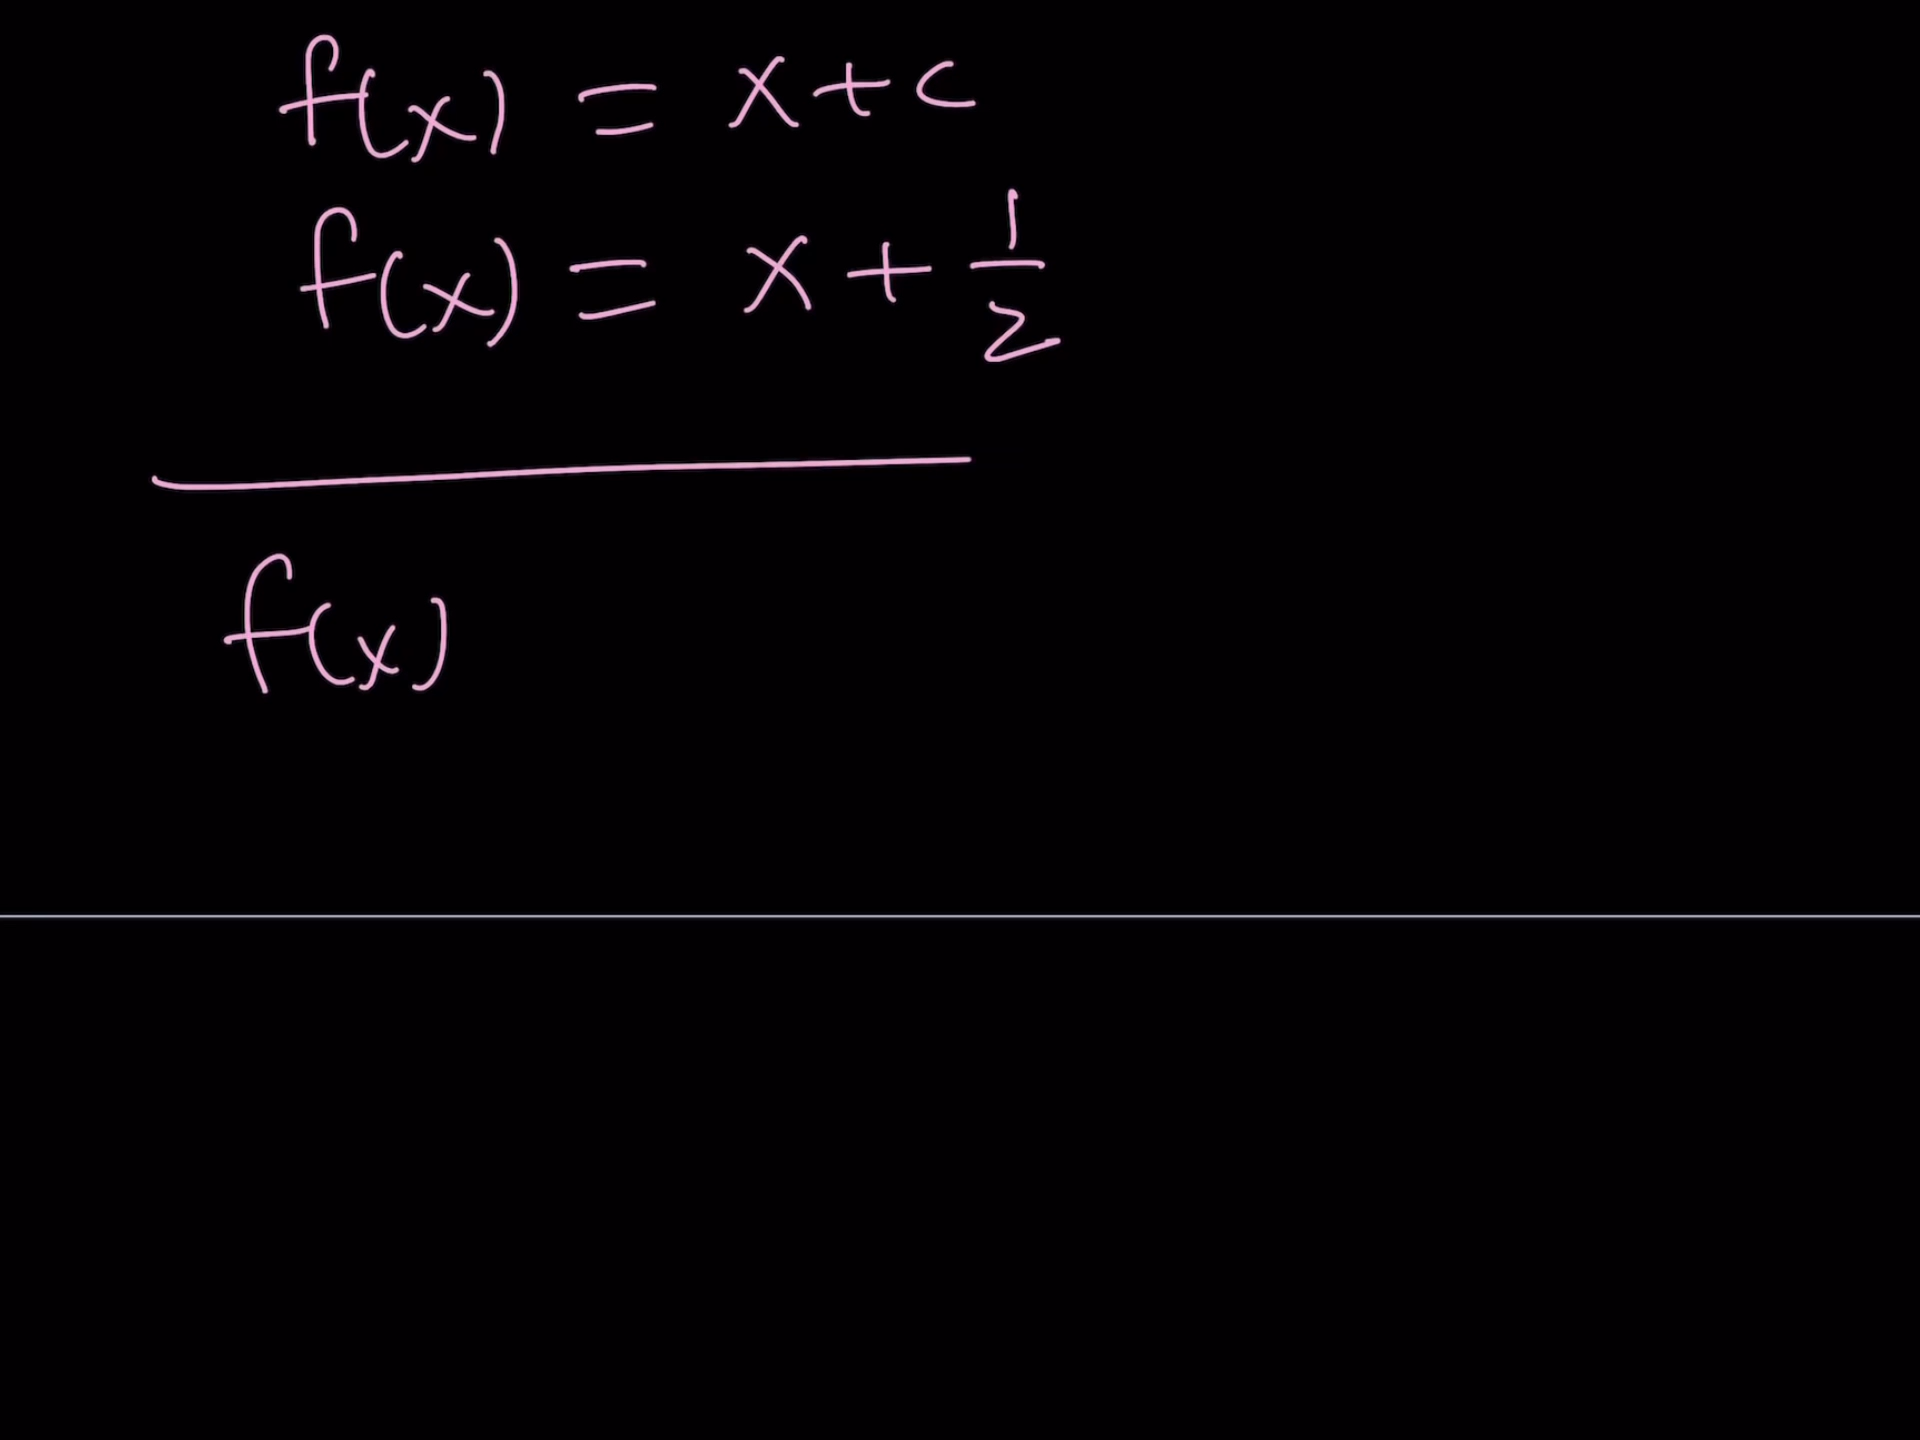 f(x) = x + c
f(x) = x + 1/2
f(x)